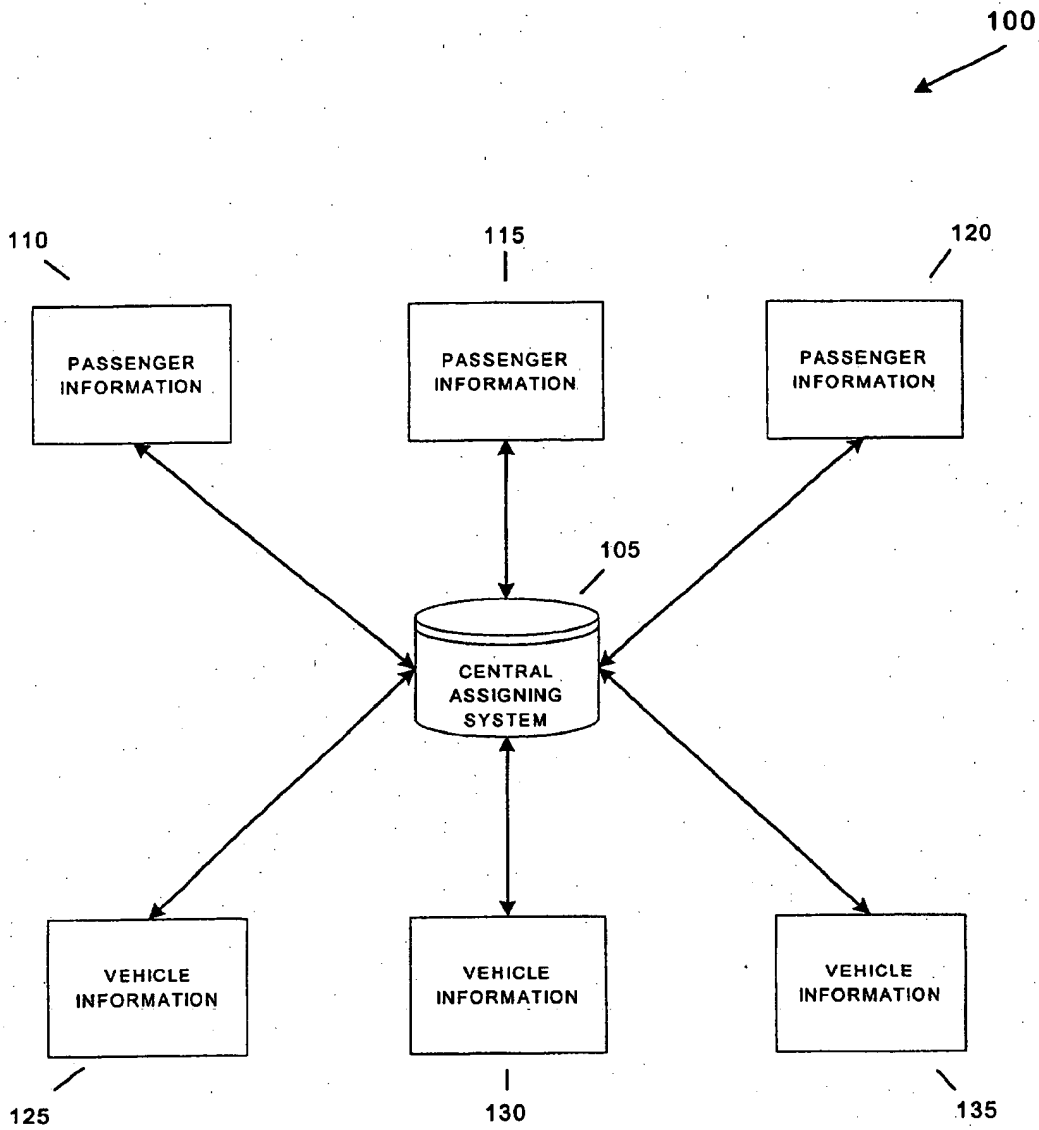 100
110
115
120
PASSENGER
INFORMATION
PASSENGER
INFORMATION
PASSENGER
INFORMATION
105
CENTRAL
ASSIGNING
SYSTEM
VEHICLE
INFORMATION
VEHICLE
INFORMATION
VEHICLE
INFORMATION
125
130
135